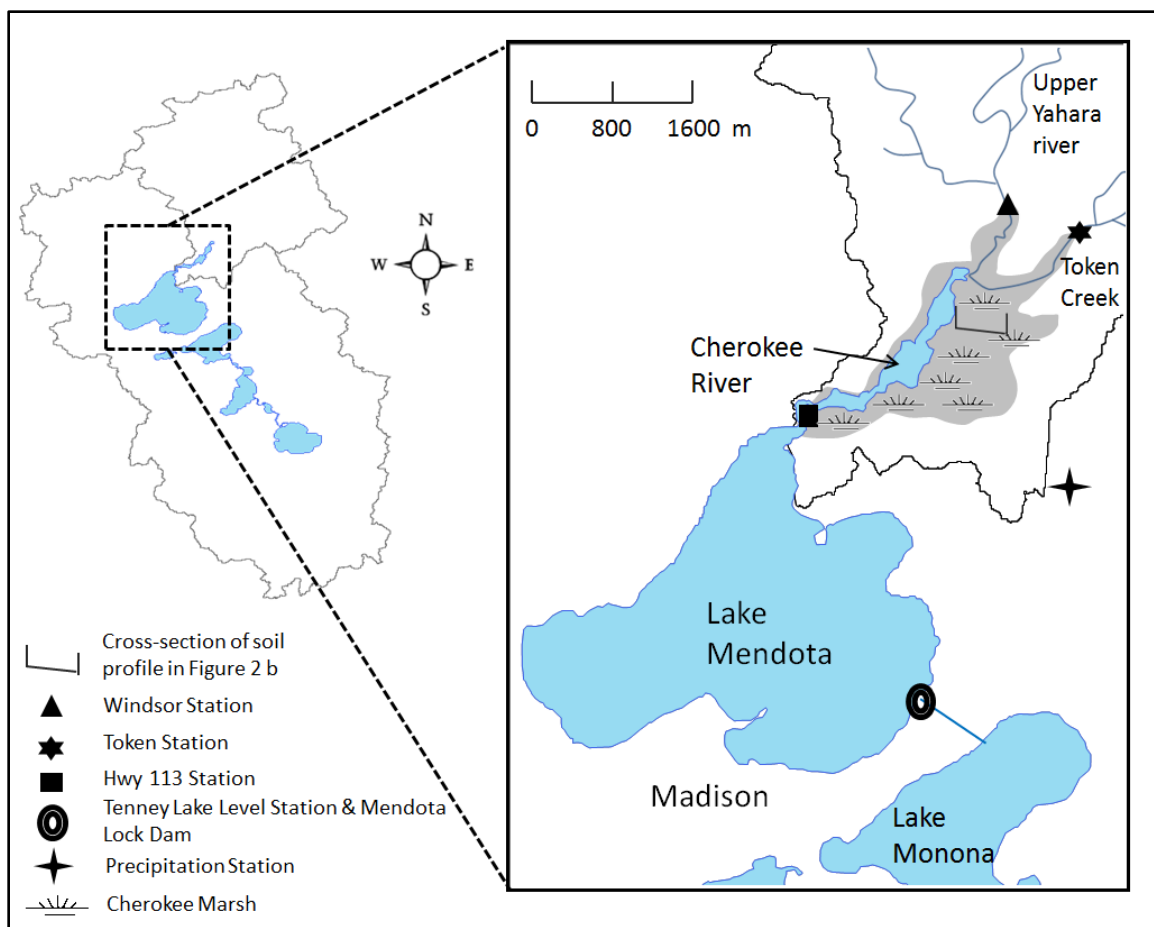 N
W
E
S
Cross-section of soil
profile in Figure 2 b
Windsor Station
Token Station
Hwy 113 Station
Tenney Lake Level Station & Mendota
Lock Dam
Precipitation Station
Cherokee Marsh
0 800 1600 m
Upper
Yahara
river
Token
Creek
Cherokee
River
Lake
Mendota
Madison
Lake
Monona